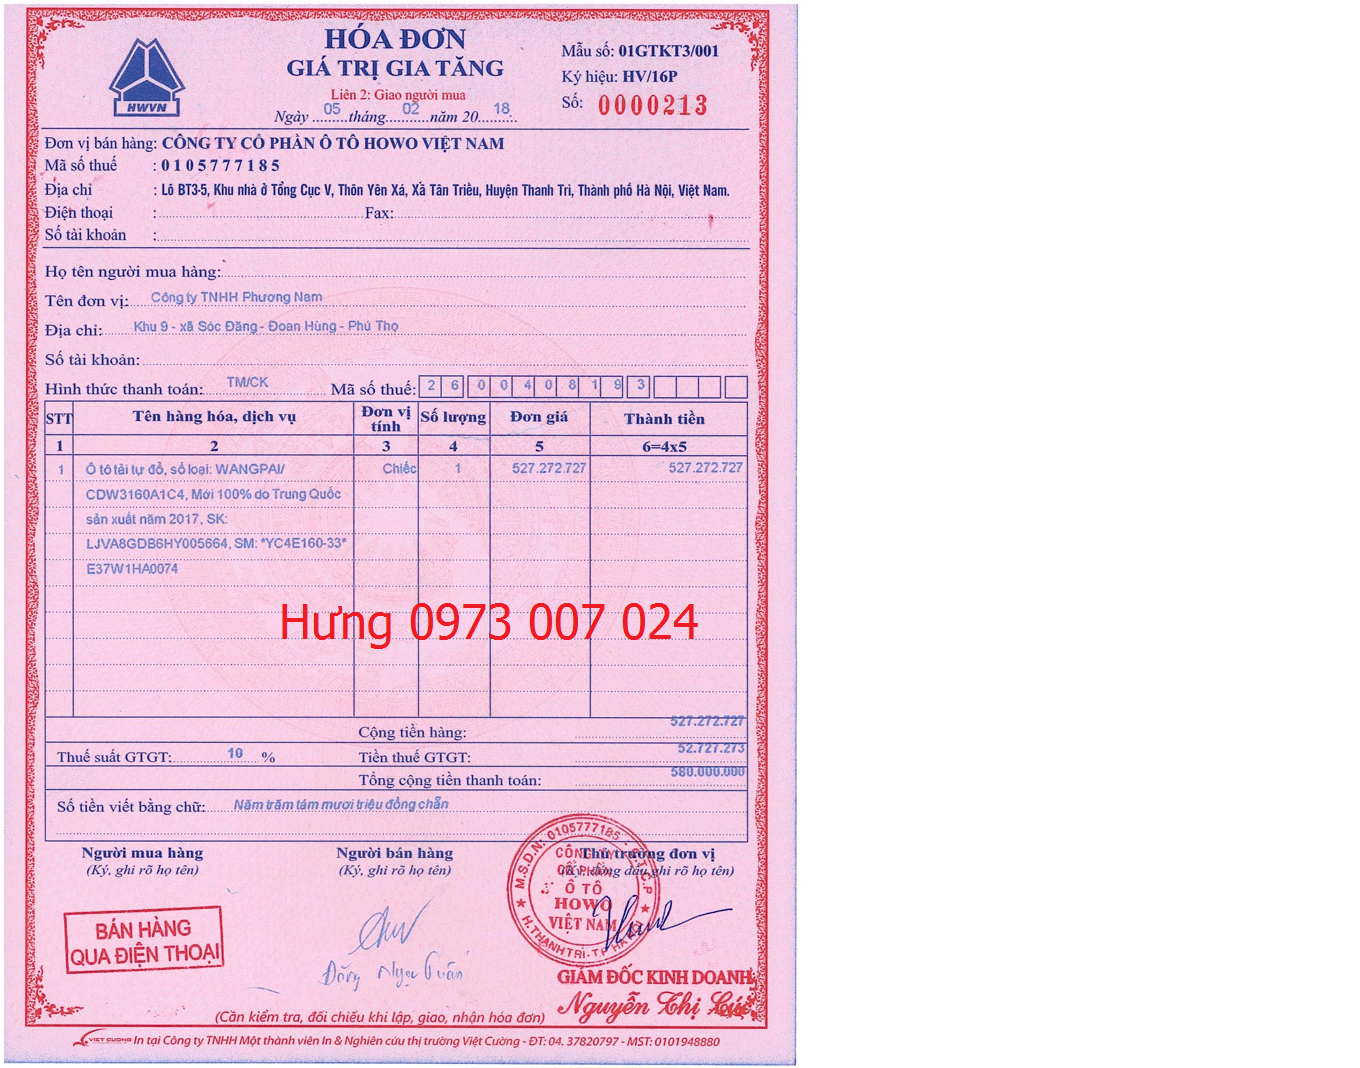 HWVN
HÓA ĐƠN
GIÁ TRỊ GIA TĂNG
Liên 2: Giao người mua
Ngày 05 tháng 02 năm 2018
Mẫu số: 01GTKT3/001
Ký hiệu: HV/16P
Số: 0000213
Đơn vị bán hàng: CÔNG TY CỔ PHẦN Ô TÔ HOWO VIỆT NAM
Mã số thuế : 0105777185
Địa chỉ : Lô BT3-5, Khu nhà ở Tổng Cục V, Thôn Yên Xá, Xã Tân Triều, Huyện Thanh Trì, Thành phố Hà Nội, Việt Nam.
Điện thoại : Fax:
Số tài khoản :
Họ tên người mua hàng:
Tên đơn vị: Công ty TNHH Phương Nam
Địa chỉ: Khu 9 - xã Sóc Đăng - Đoan Hùng - Phú Thọ
Số tài khoản:
Hình thức thanh toán: TM/CK Mã số thuế: 2600408193
STT Tên hàng hóa, dịch vụ Đơn vị tính Số lượng Đơn giá Thành tiền
1 2 3 4 5 6=4x5
1 Ô tô tải tự đổ, số loại: WANGPAI/ Chiếc 1 527.272.727 527.272.727
CDW3160A1C4, Mới 100% do Trung Quốc
sản xuất năm 2017, SK:
LJVA8GDB6HY005664, SM: *YC4E160-33*
E37W1HA0074
Hưng 0973 007 024
Cộng tiền hàng: 527.272.727
Thuế suất GTGT: 10 % Tiền thuế GTGT: 52.727.273
Tổng cộng tiền thanh toán: 580.000.000
Số tiền viết bằng chữ: Năm trăm tám mươi triệu đồng chẵn
Người mua hàng Người bán hàng Thủ trưởng đơn vị
(Ký, ghi rõ họ tên) (Ký, ghi rõ họ tên) (Ký, đóng dấu, ghi rõ họ tên)
M.S.D.N: 0105777185 - C.T.C.P
CÔNG TY
CỔ PHẦN
Ô TÔ
HOWO
VIỆT NAM
H.THANH TRÌ - T.P HÀ NỘI
BÁN HÀNG
QUA ĐIỆN THOẠI
Ngọc
GIÁM ĐỐC KINH DOANH
Nguyễn Thị
(Cần kiểm tra, đối chiếu khi lập, giao, nhận hóa đơn)
VIET CUONG In tại Công ty TNHH Một thành viên In & Nghiên cứu thị trường Việt Cường - ĐT: 04. 37820797 - MST: 0101948880